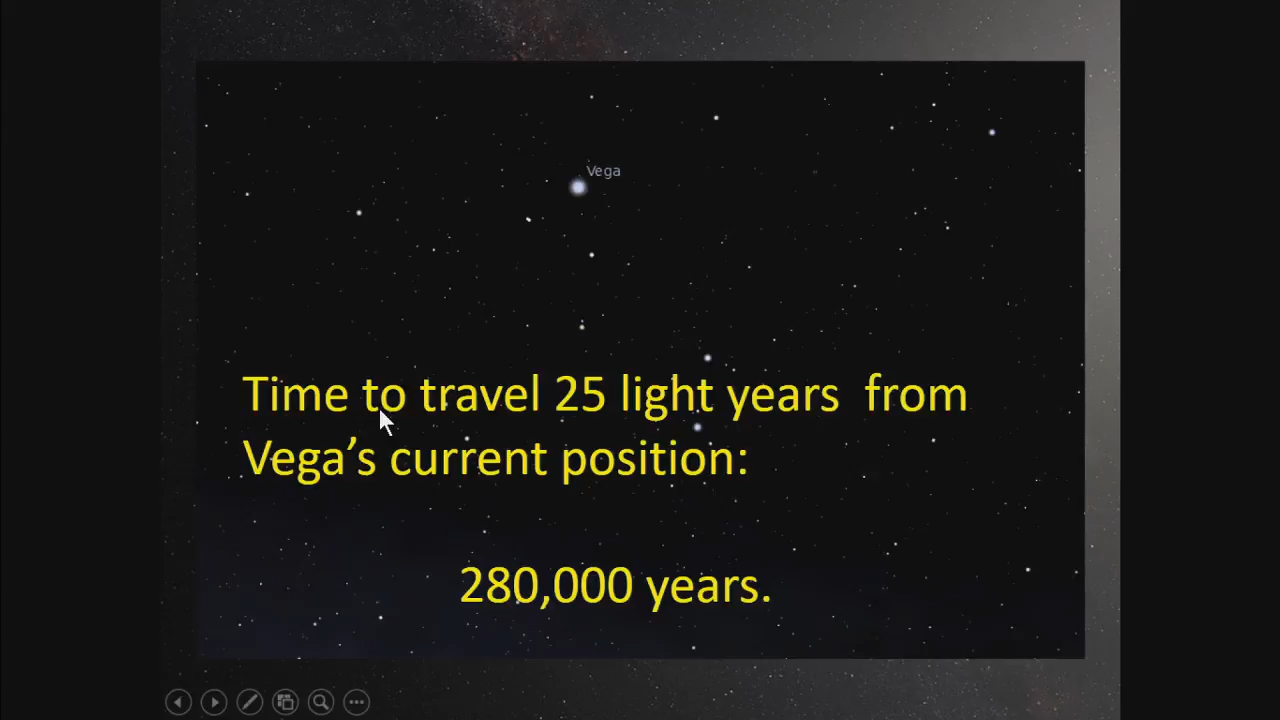 Vega
Time to travel 25 light years from
Vega’s current position:
280,000 years.